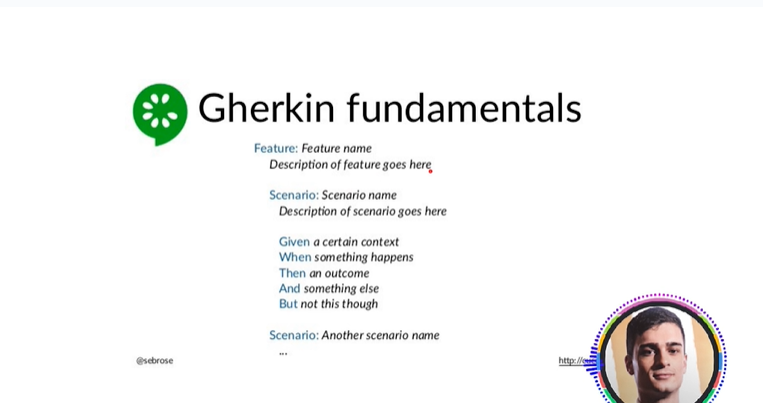 Gherkin fundamentals
Feature: Feature name
Description of feature goes here
Scenario: Scenario name
Description of scenario goes here
Given a certain context
When something happens
Then an outcome
And something else
But not this though
Scenario: Another scenario name
...
@sebrose
http://